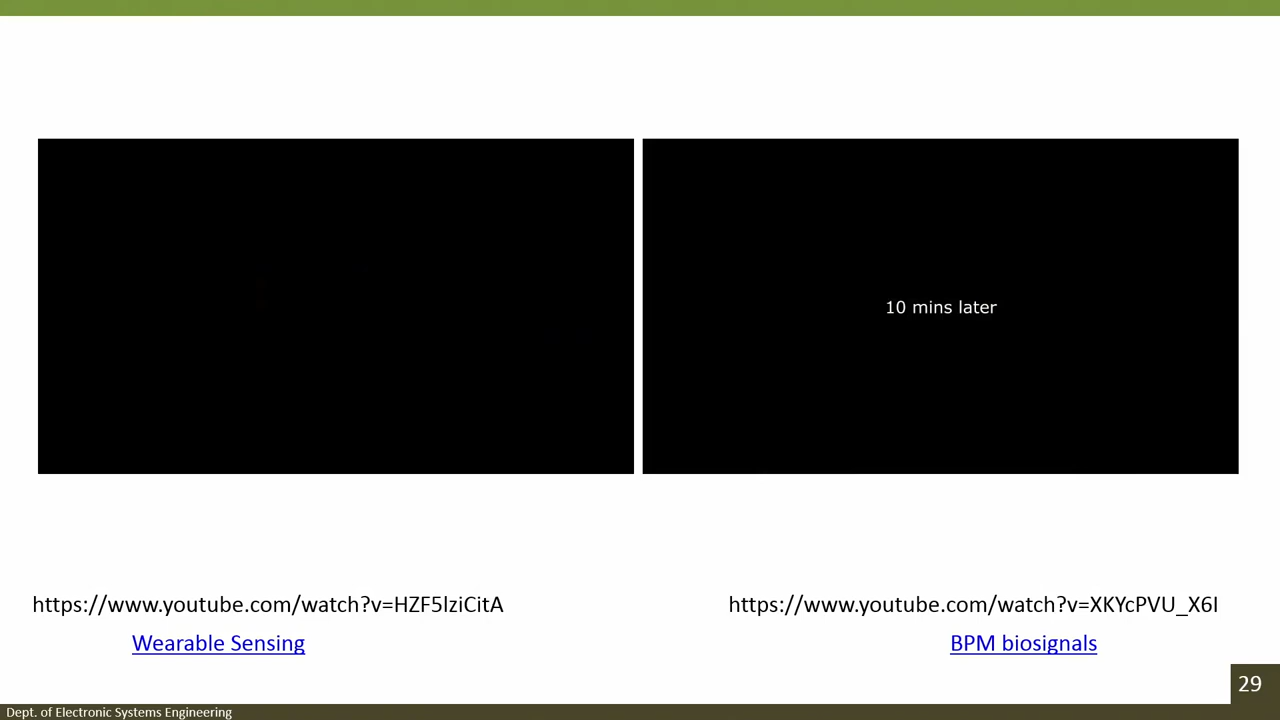 10 mins later
https://www.youtube.com/watch?v=HZF5lziCitA
https://www.youtube.com/watch?v=XKYcPVU_X6I
Wearable Sensing
BPM biosignals
29
Dept. of Electronic Systems Engineering